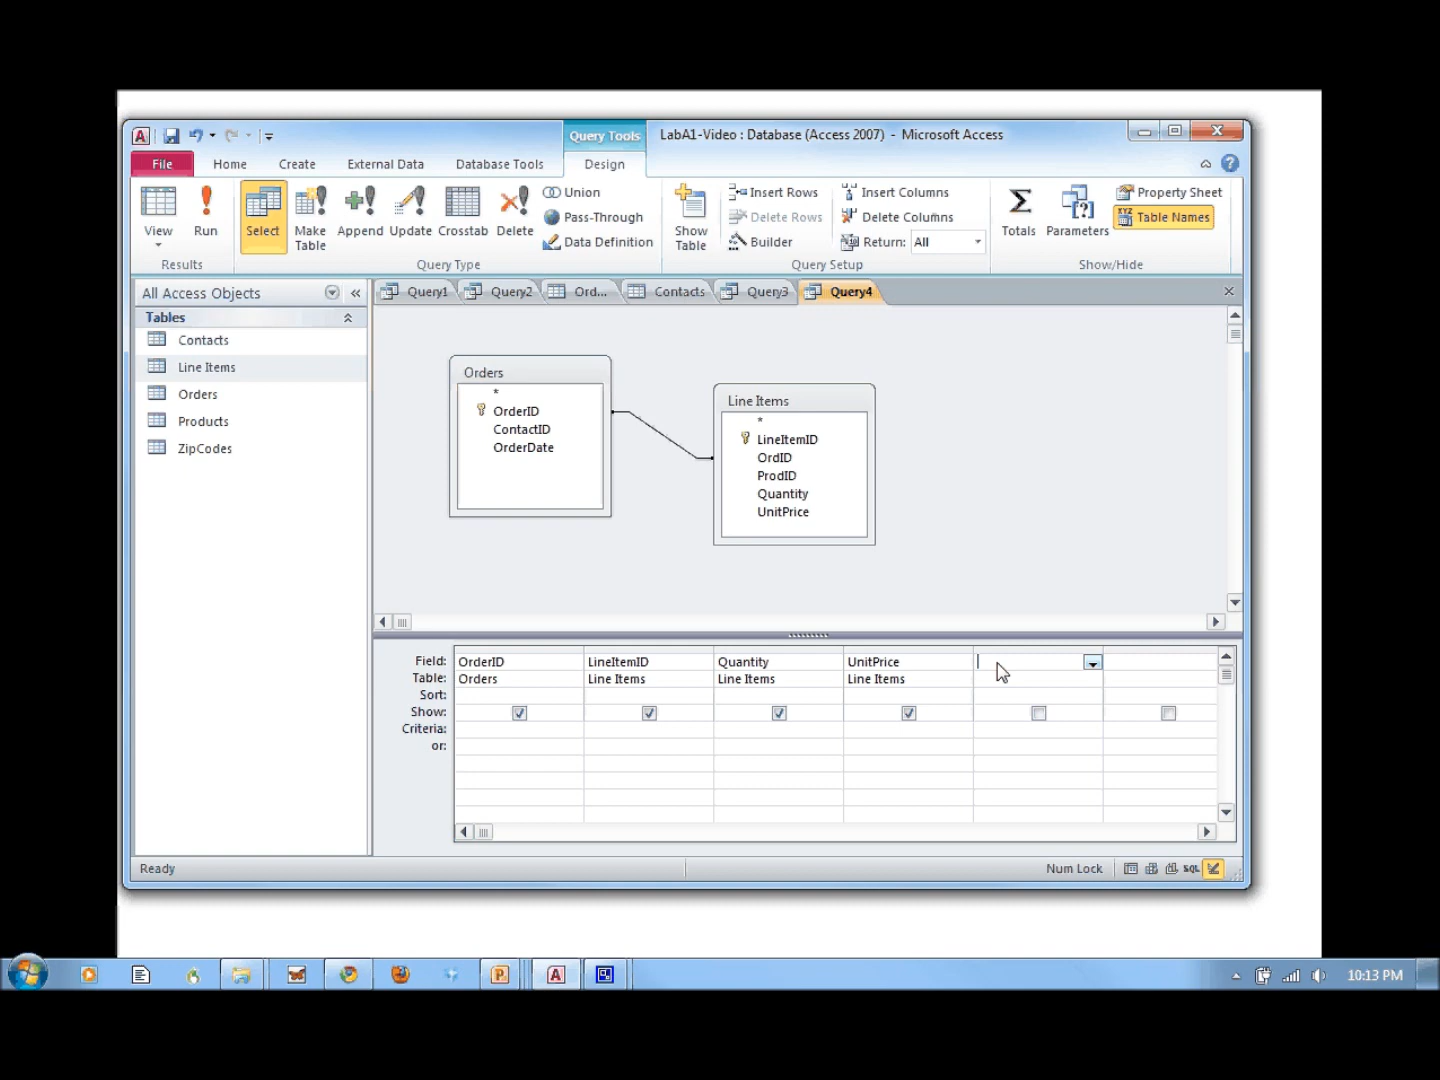 Query Tools
LabA1-Video : Database (Access 2007) - Microsoft Access
File Home Create External Data Database Tools Design
View Run Select Make Table Append Update Crosstab Delete
Union
Pass-Through
Data Definition
Show Table
Insert Rows
Delete Rows
Builder
Insert Columns
Delete Columns
Return: All
Totals Parameters
Property Sheet
XYZ Table Names
Results Query Type Query Setup Show/Hide
All Access Objects
Query1 Query2 Ord... Contacts Query3 Query4
Tables
Contacts
Line Items
Orders
Products
ZipCodes
Orders
*
OrderID
ContactID
OrderDate
Line Items
*
LineItemID
OrdID
ProdID
Quantity
UnitPrice
Field: OrderID LineItemID Quantity UnitPrice
Table: Orders Line Items Line Items Line Items
Sort:
Show:
Criteria:
or:
Ready
Num Lock
SQL
10:13 PM